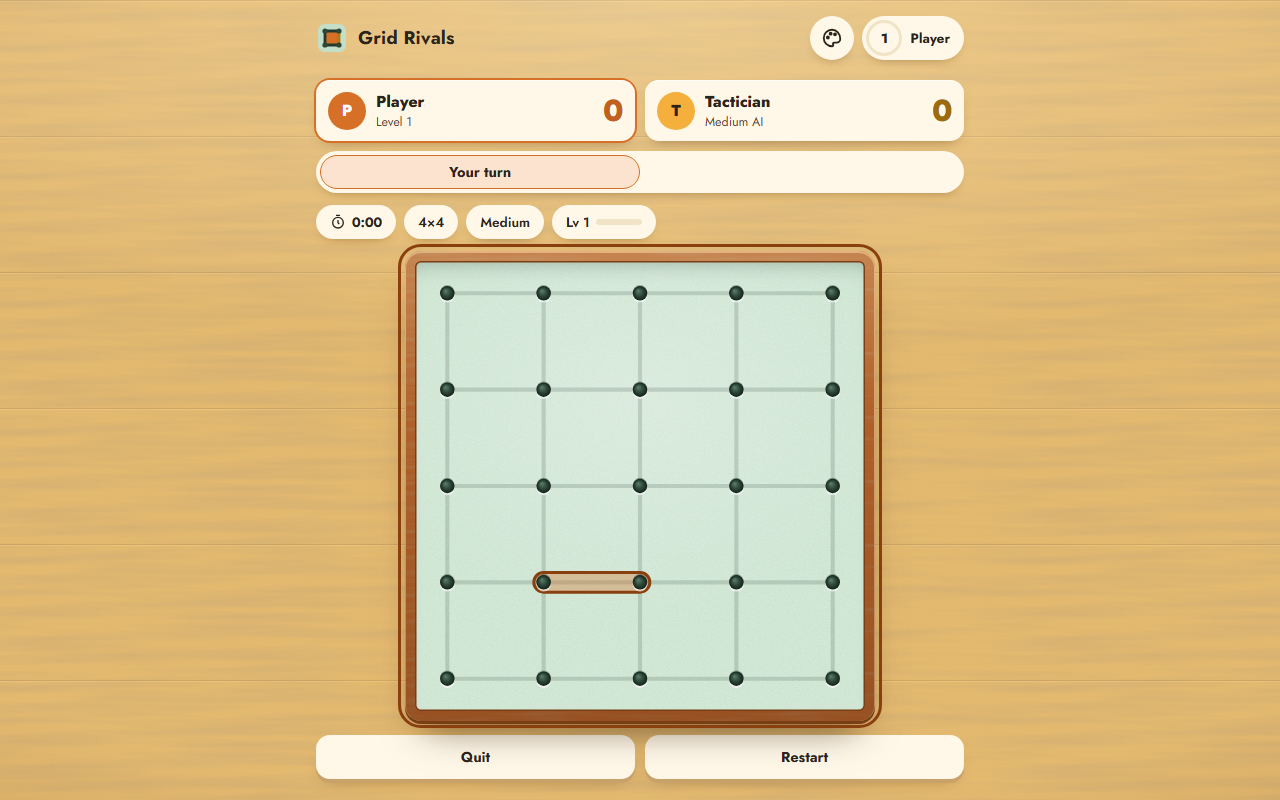 Grid Rivals
1 Player
P Player 0
Level 1
T Tactician 0
Medium AI
Your turn
0:00 4×4 Medium Lv 1
Quit Restart